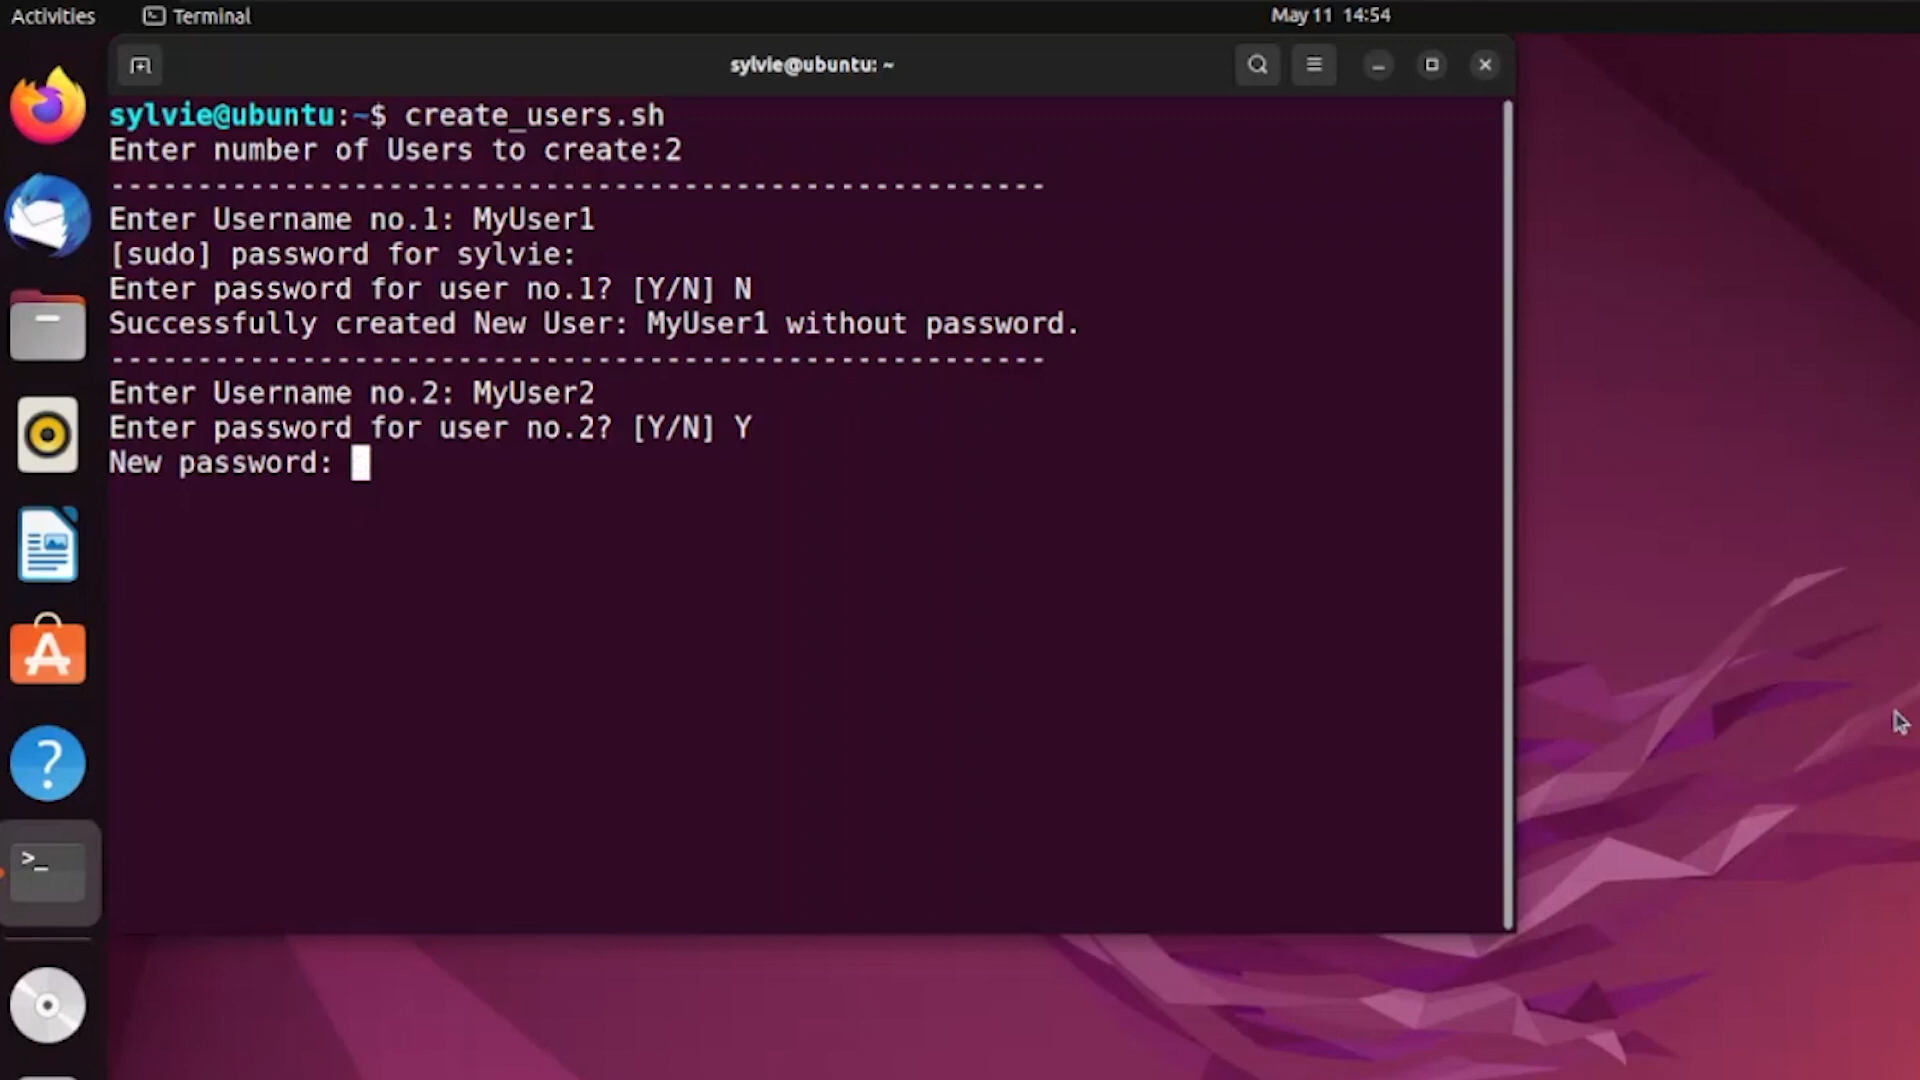 Activities
Terminal
May 11 14:54
sylvie@ubuntu: ~
sylvie@ubuntu:~$ create_users.sh
Enter number of Users to create:2
------------------------------------------------------
Enter Username no.1: MyUser1
[sudo] password for sylvie:
Enter password for user no.1? [Y/N] N
Successfully created New User: MyUser1 without password.
------------------------------------------------------
Enter Username no.2: MyUser2
Enter password for user no.2? [Y/N] Y
New password: